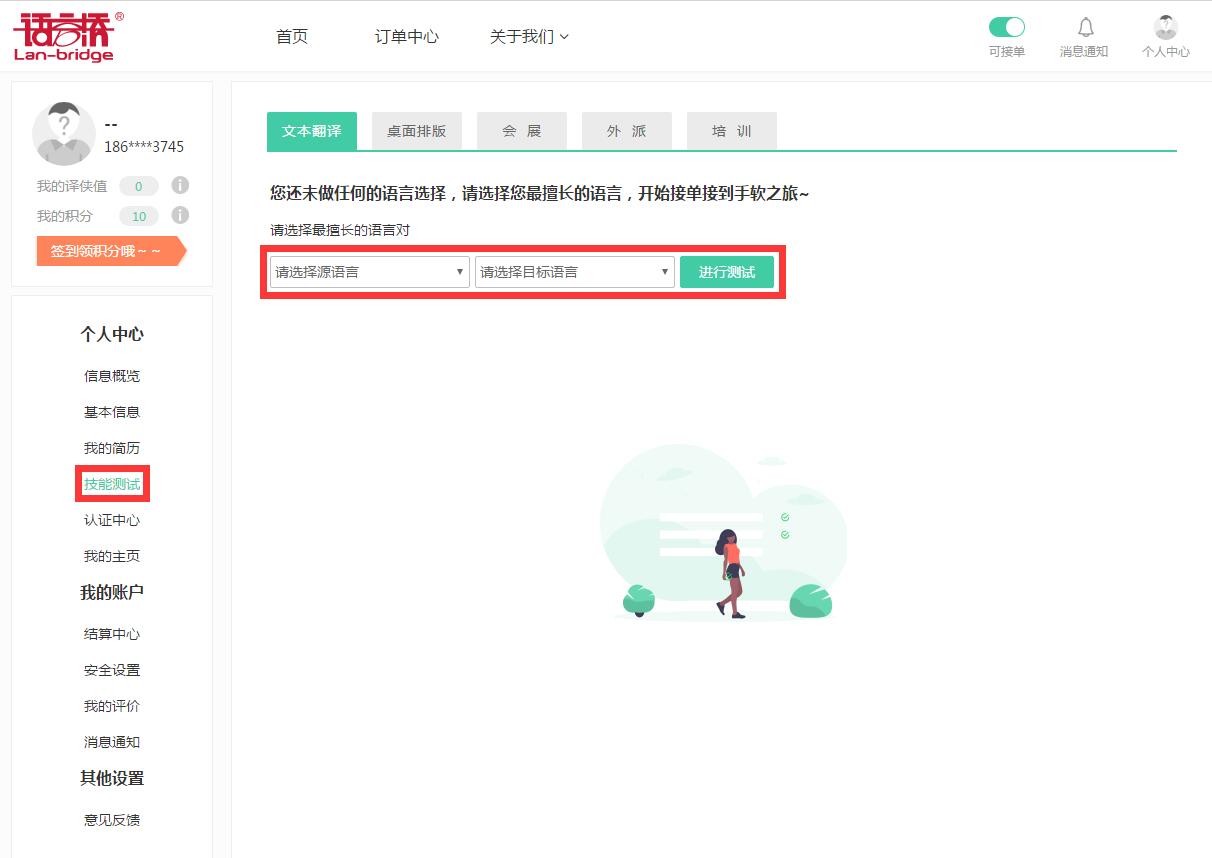 语言桥®
Lan-bridge
首页 订单中心 关于我们
可接单 消息通知 个人中心
--
186****3745
我的译侠值 0
我的积分 10
签到领积分哦~~
个人中心
信息概览
基本信息
我的简历
技能测试
认证中心
我的主页
我的账户
结算中心
安全设置
我的评价
消息通知
其他设置
意见反馈
文本翻译 桌面排版 会 展 外 派 培 训
您还未做任何的语言选择，请选择您最擅长的语言，开始接单接到手软之旅~
请选择最擅长的语言对
请选择源语言 请选择目标语言 进行测试